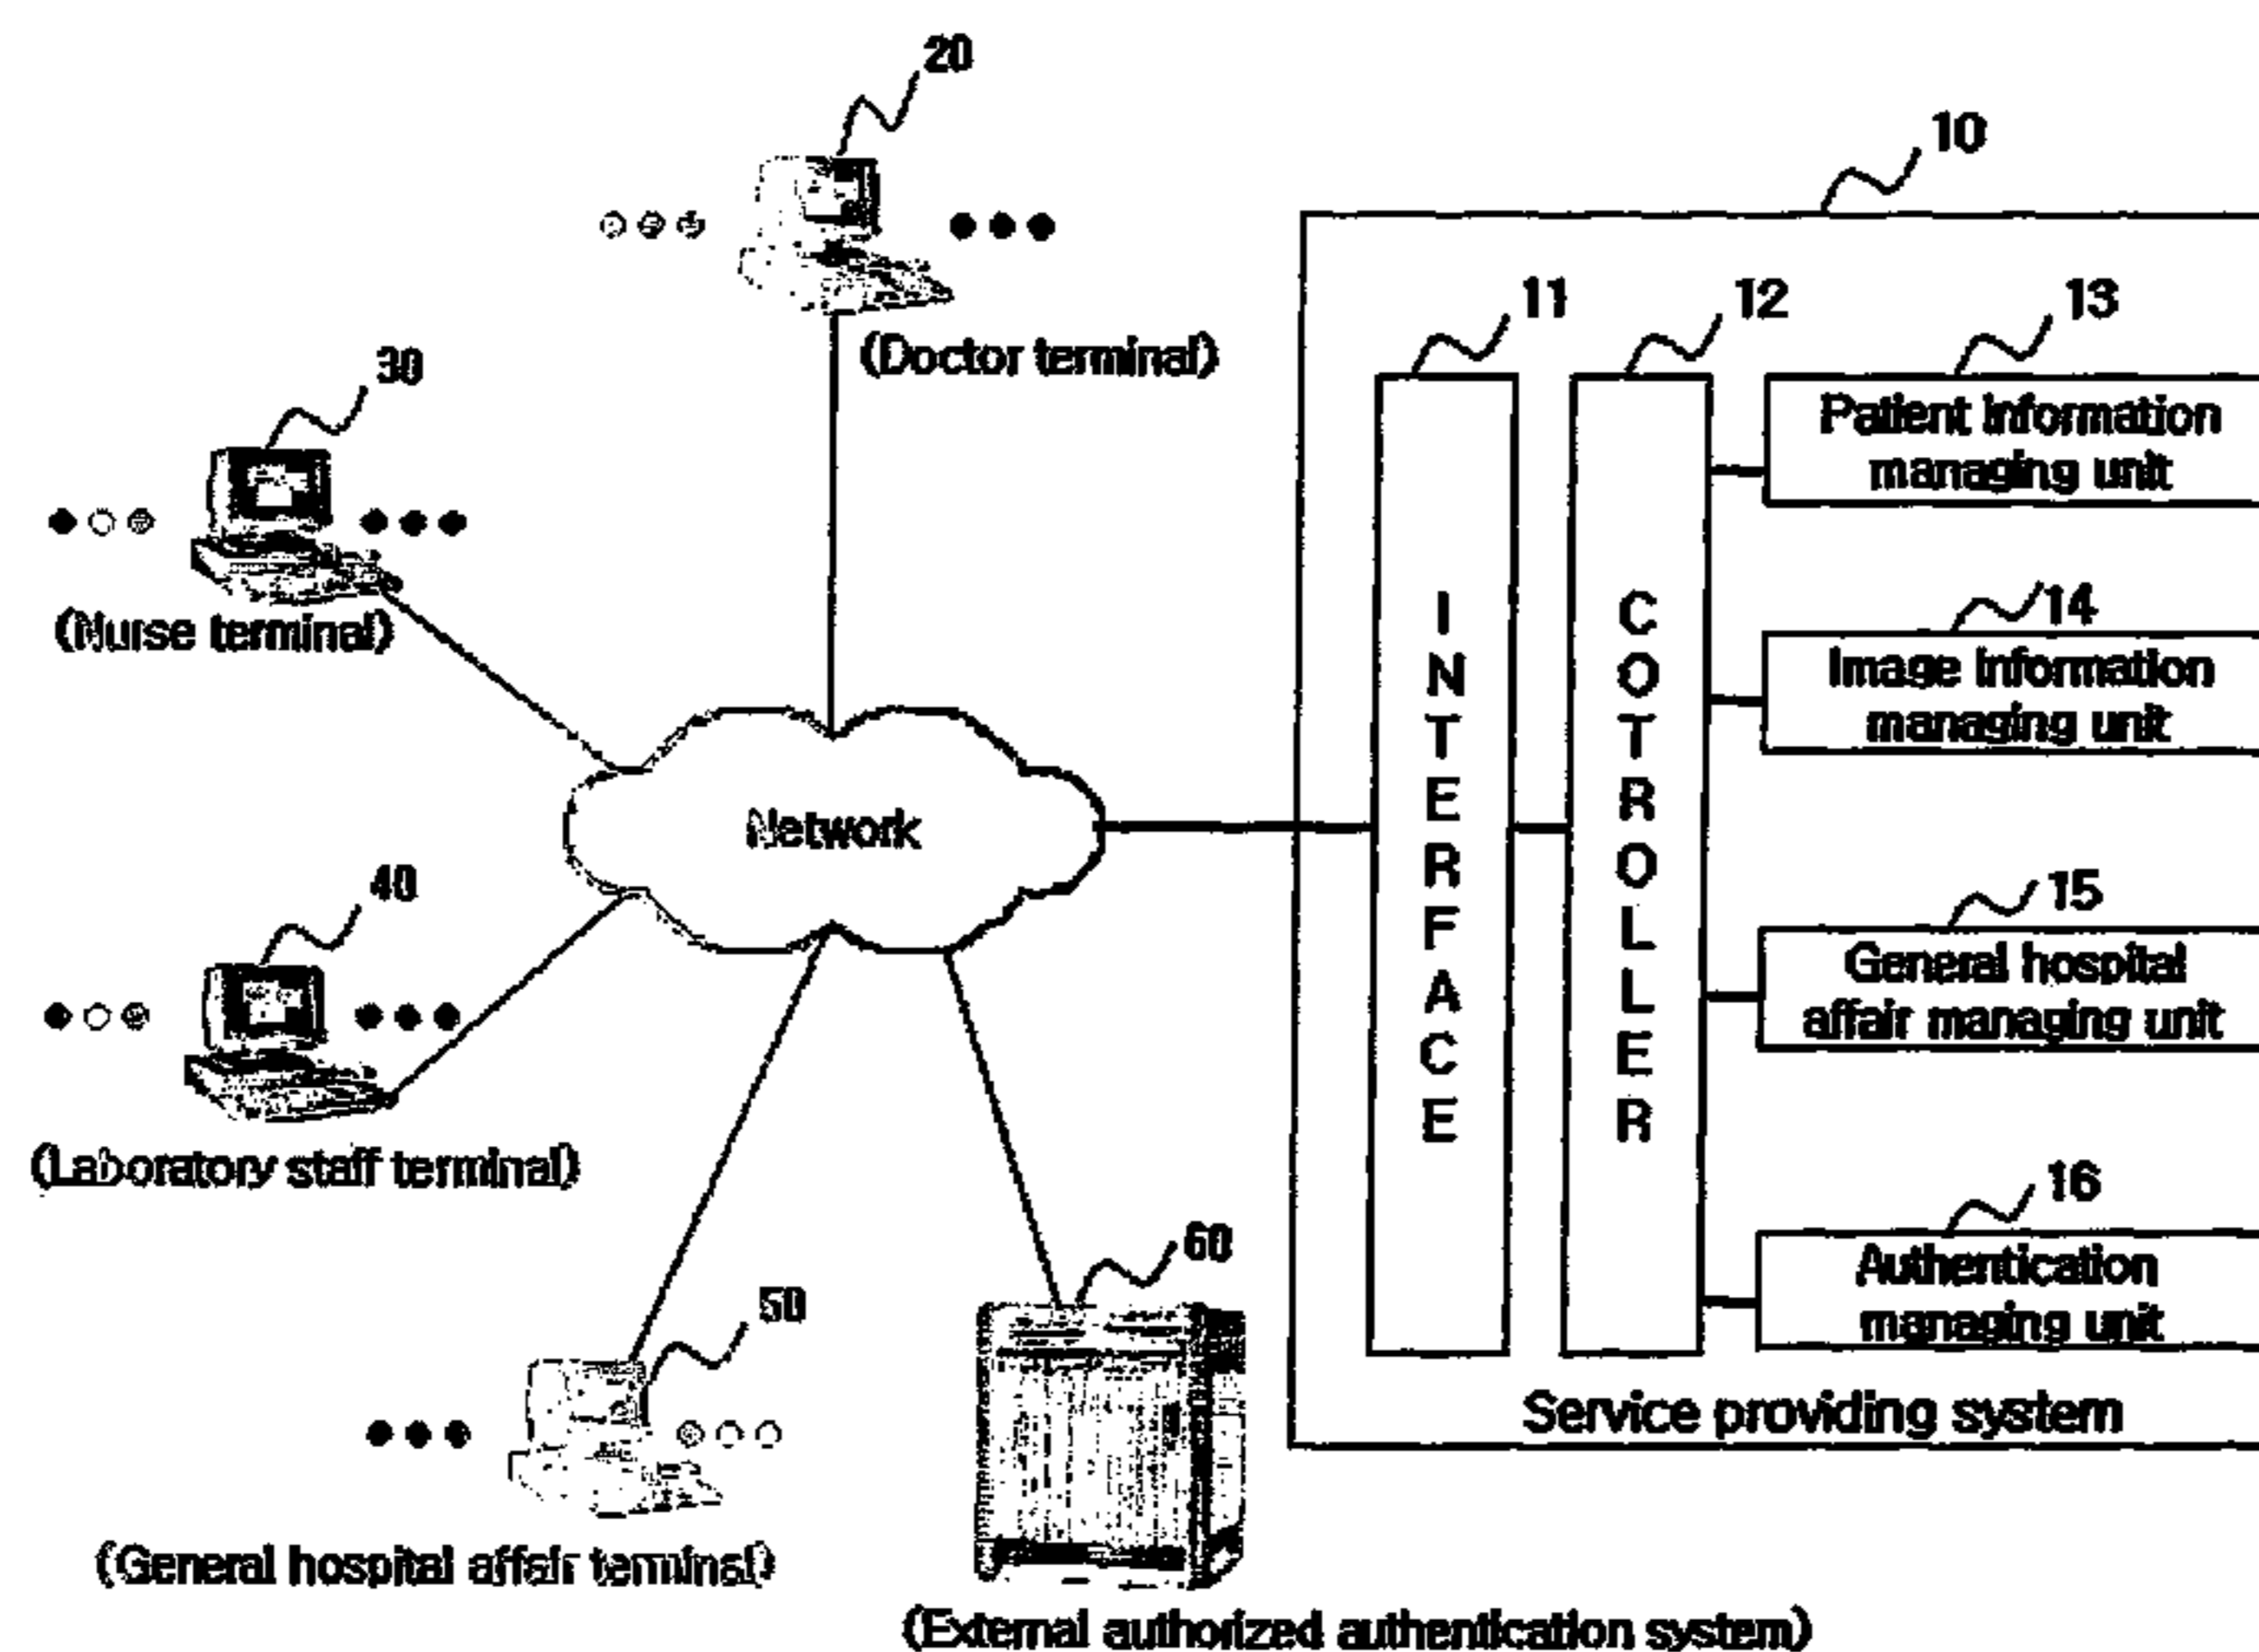 20
10
11
12
13
(Doctor terminal)
30
Patient information
managing unit
(Nurse terminal)
14
Image information
managing unit
INTERFACE
COTROLLER
Network
40
15
General hospital
affair managing unit
(Laboratory staff terminal)
16
Authentication
managing unit
60
50
Service providing system
(General hospital affair terminal)
(External authorized authentication system)